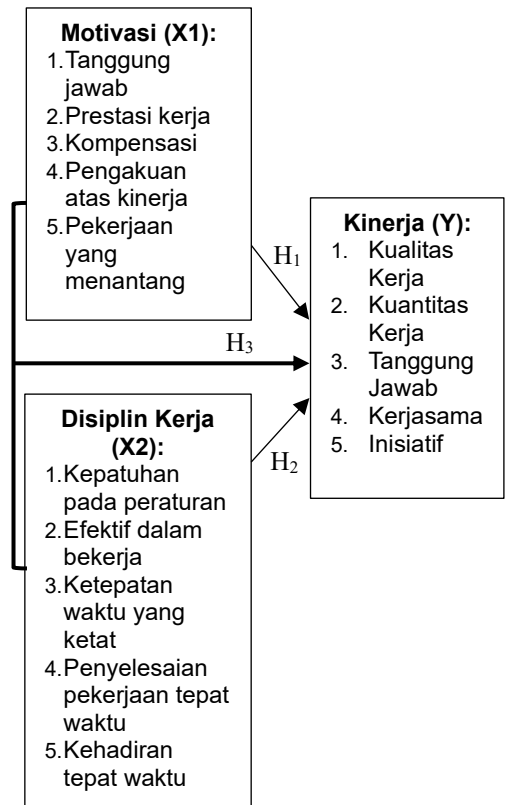 Motivasi (X1):
1.Tanggung
jawab
2.Prestasi kerja
3.Kompensasi
4.Pengakuan
atas kinerja
5.Pekerjaan
yang
menantang
H1
H3
Kinerja (Y):
1. Kualitas
Kerja
2. Kuantitas
Kerja
3. Tanggung
Jawab
4. Kerjasama
5. Inisiatif
H2
Disiplin Kerja
(X2):
1.Kepatuhan
pada peraturan
2.Efektif dalam
bekerja
3.Ketepatan
waktu yang
ketat
4.Penyelesaian
pekerjaan tepat
waktu
5.Kehadiran
tepat waktu